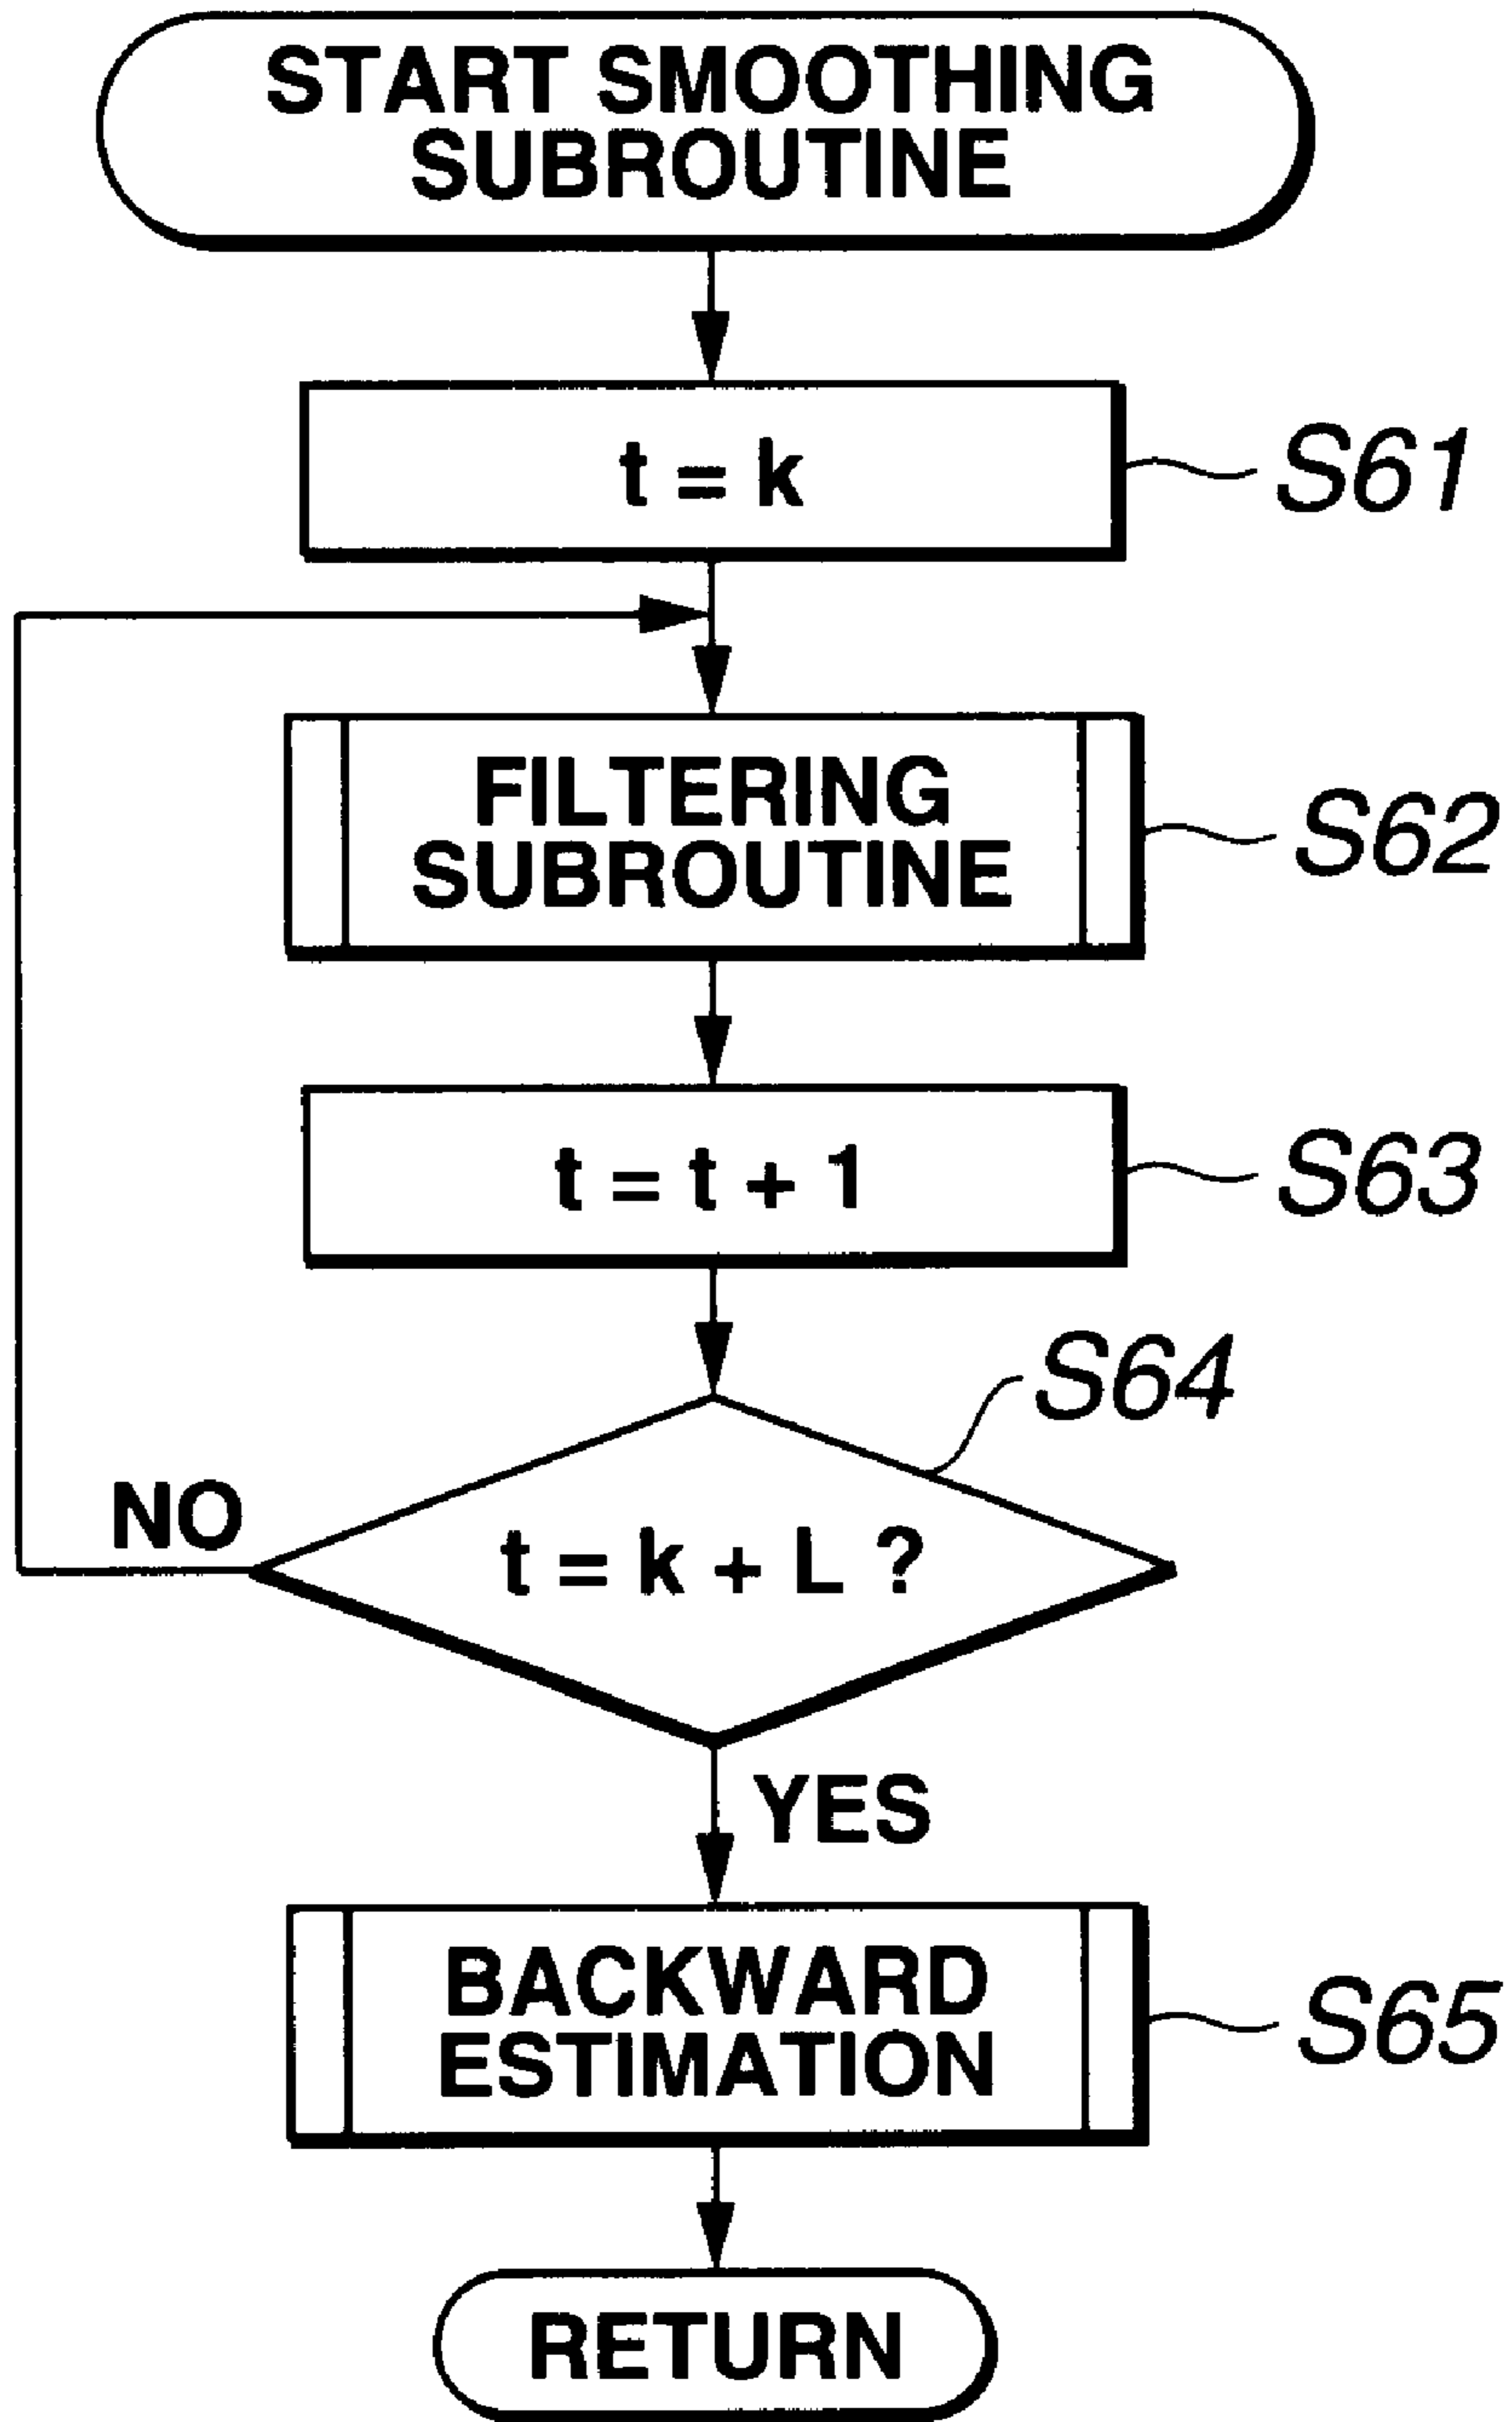 START SMOOTHING
SUBROUTINE
t = k
S61
FILTERING
SUBROUTINE
S62
t = t + 1
S63
S64
NO
t = k + L ?
YES
BACKWARD
ESTIMATION
S65
RETURN